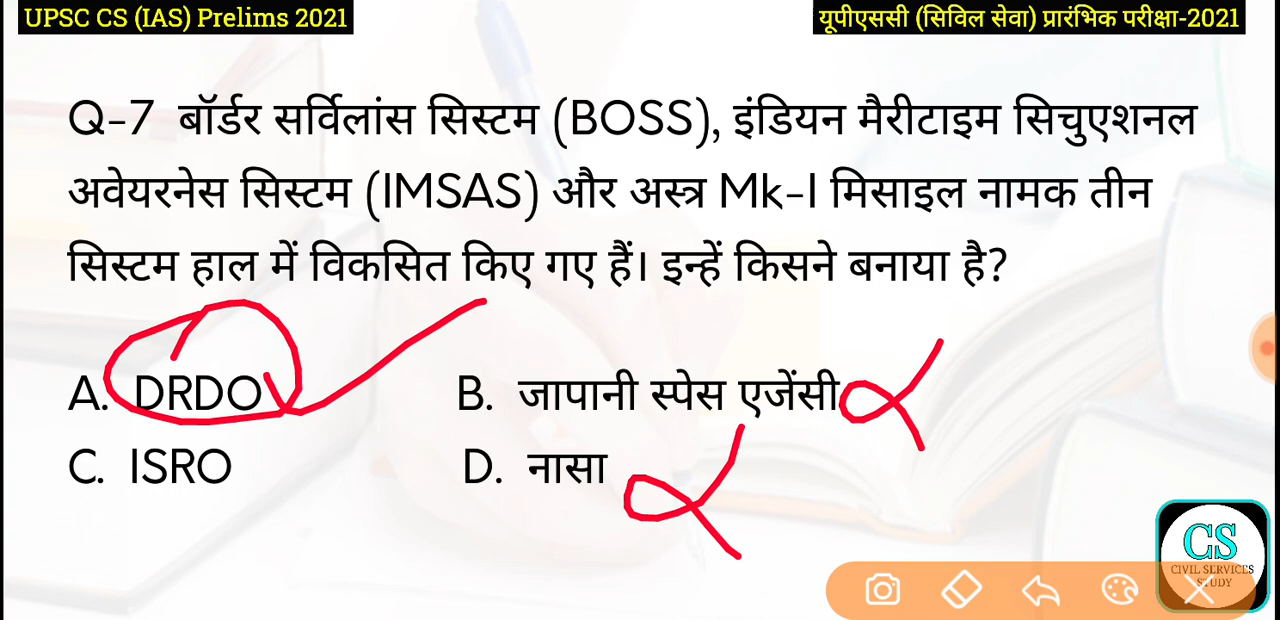 UPSC CS (IAS) Prelims 2021
यूपीएससी (सिविल सेवा) प्रारंभिक परीक्षा-2021
Q-7 बॉर्डर सर्विलांस सिस्टम (BOSS), इंडियन मैरीटाइम सिचुएशनल
अवेयरनेस सिस्टम (IMSAS) और अस्त्र Mk-I मिसाइल नामक तीन
सिस्टम हाल में विकसित किए गए हैं। इन्हें किसने बनाया है?
A. DRDO
B. जापानी स्पेस एजेंसी
C. ISRO
D. नासा
CS
CIVIL SERVICES
STUDY